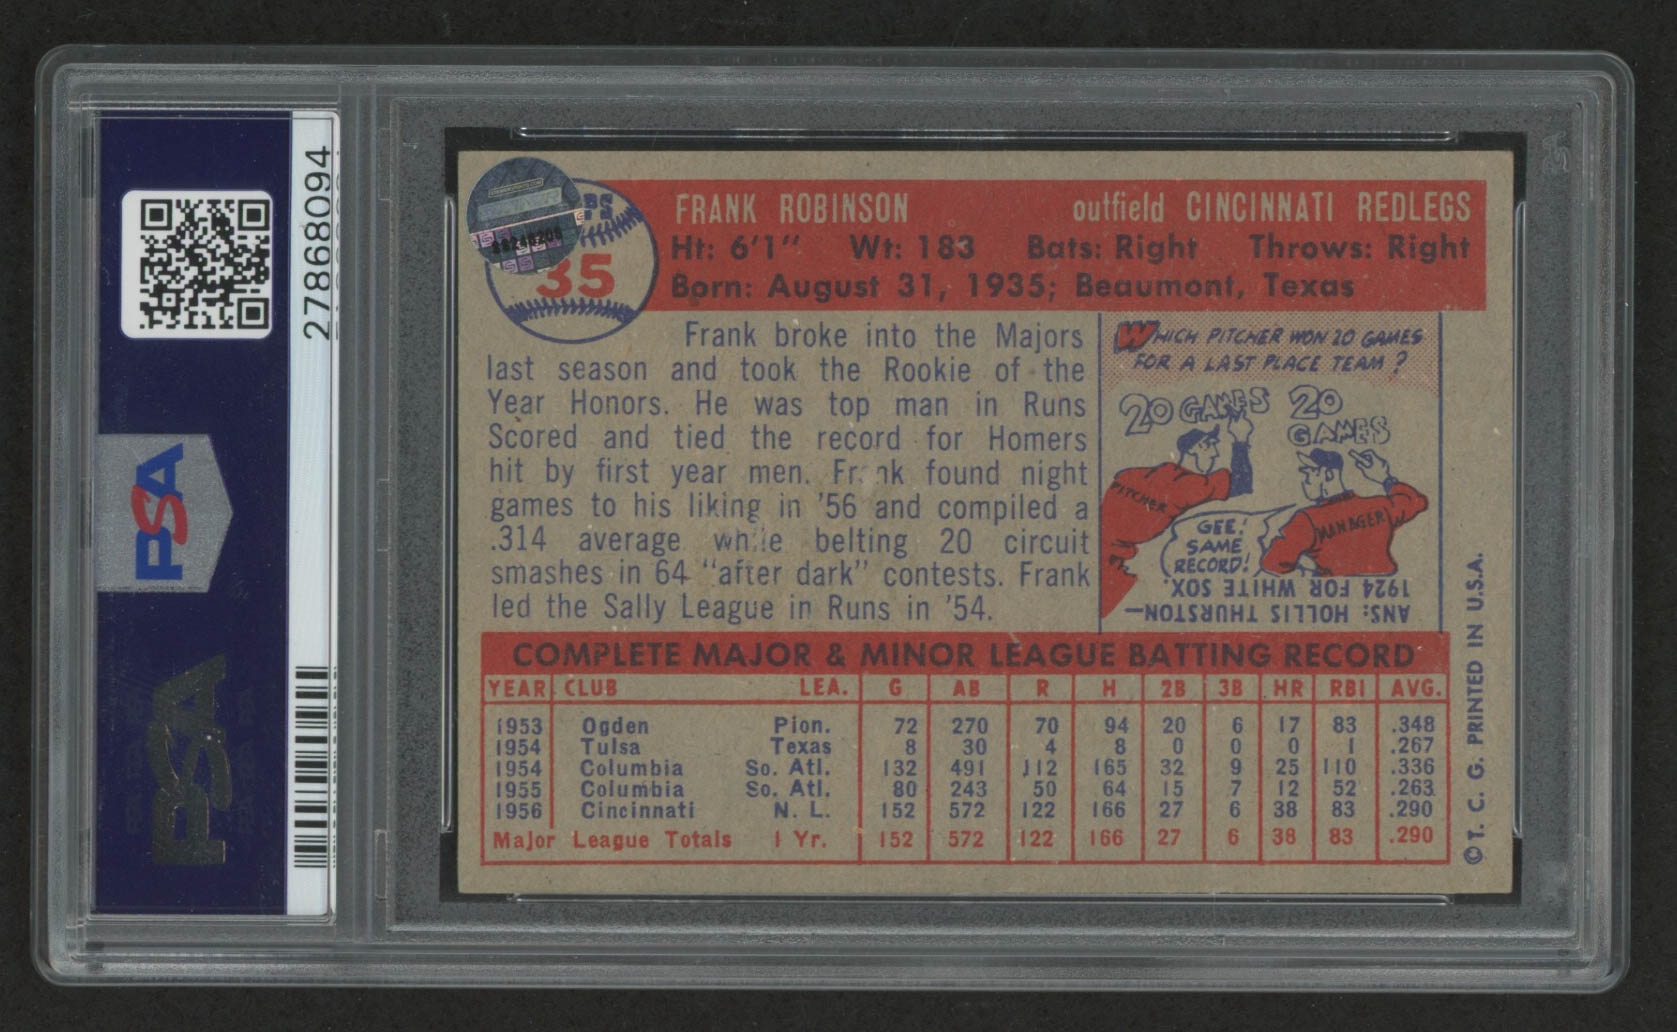 27868094
PSA
PSA
35
FRANK ROBINSON outfield CINCINNATI REDLEGS
Ht: 6'1" Wt: 183 Bats: Right Throws: Right
Born: August 31, 1935; Beaumont, Texas
Frank broke into the Majors
last season and took the Rookie of the
Year Honors. He was top man in Runs
Scored and tied the record for Homers
hit by first year men. Frank found night
games to his liking in '56 and compiled a
.314 average while belting 20 circuit
smashes in 64 "after dark" contests. Frank
led the Sally League in Runs in '54.
WHICH PITCHER WON 20 GAMES
FOR A LAST PLACE TEAM?
20 GAMES
20
GAMES
PITCHER
MANAGER
GEE!
SAME
RECORD!
ANS: HOLLIS THURSTON—
1924 FOR WHITE SOX.
COMPLETE MAJOR & MINOR LEAGUE BATTING RECORD
YEAR CLUB LEA. G AB R H 2B 3B HR RBI AVG.
1953 Ogden Pion. 72 270 70 94 20 6 17 83 .348
1954 Tulsa Texas 8 30 4 8 0 0 0 1 .267
1954 Columbia So. Atl. 132 491 112 165 32 9 25 110 .336
1955 Columbia So. Atl. 80 243 50 64 15 7 12 52 .263
1956 Cincinnati N. L. 152 572 122 166 27 6 38 83 .290
Major League Totals 1 Yr. 152 572 122 166 27 6 38 83 .290
©T. C. G. PRINTED IN U.S.A.